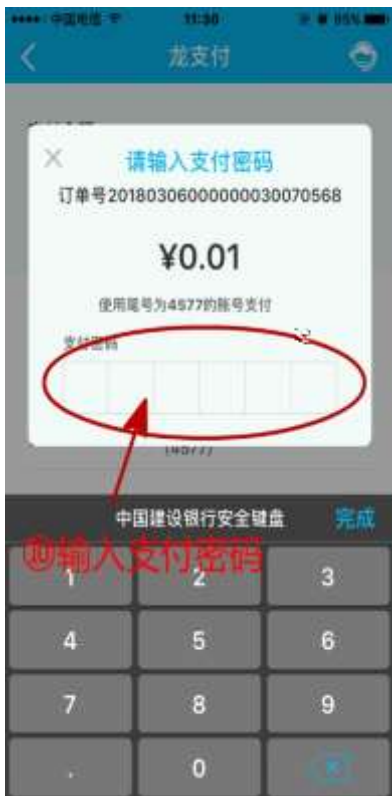 中国电信 11:30 95%
龙支付
请输入支付密码
订单号20180306000000030070568
¥0.01
使用尾号为4577的账号支付
支付密码
(4577)
中国建设银行安全键盘 完成
⑩输入支付密码
1 2 3
4 5 6
7 8 9
. 0